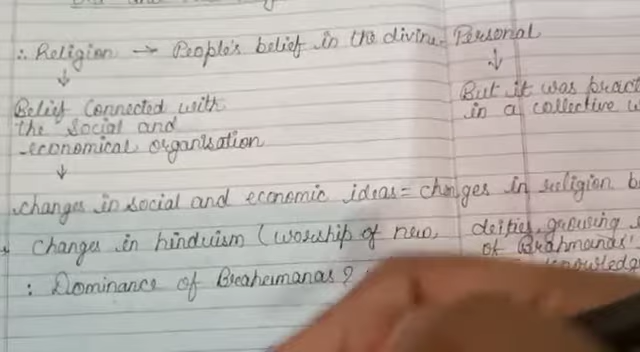 ∴ Religion → People's belief in the divine. Personal
↓ ↓
Belief Connected with But it was
the Social and in a collective
economical organisation
↓
changes in social and economic ideas = changes in religion
changes in hinduism (worship of new deities, growing
of Brahmanas'
: Dominance of Braheimanas?